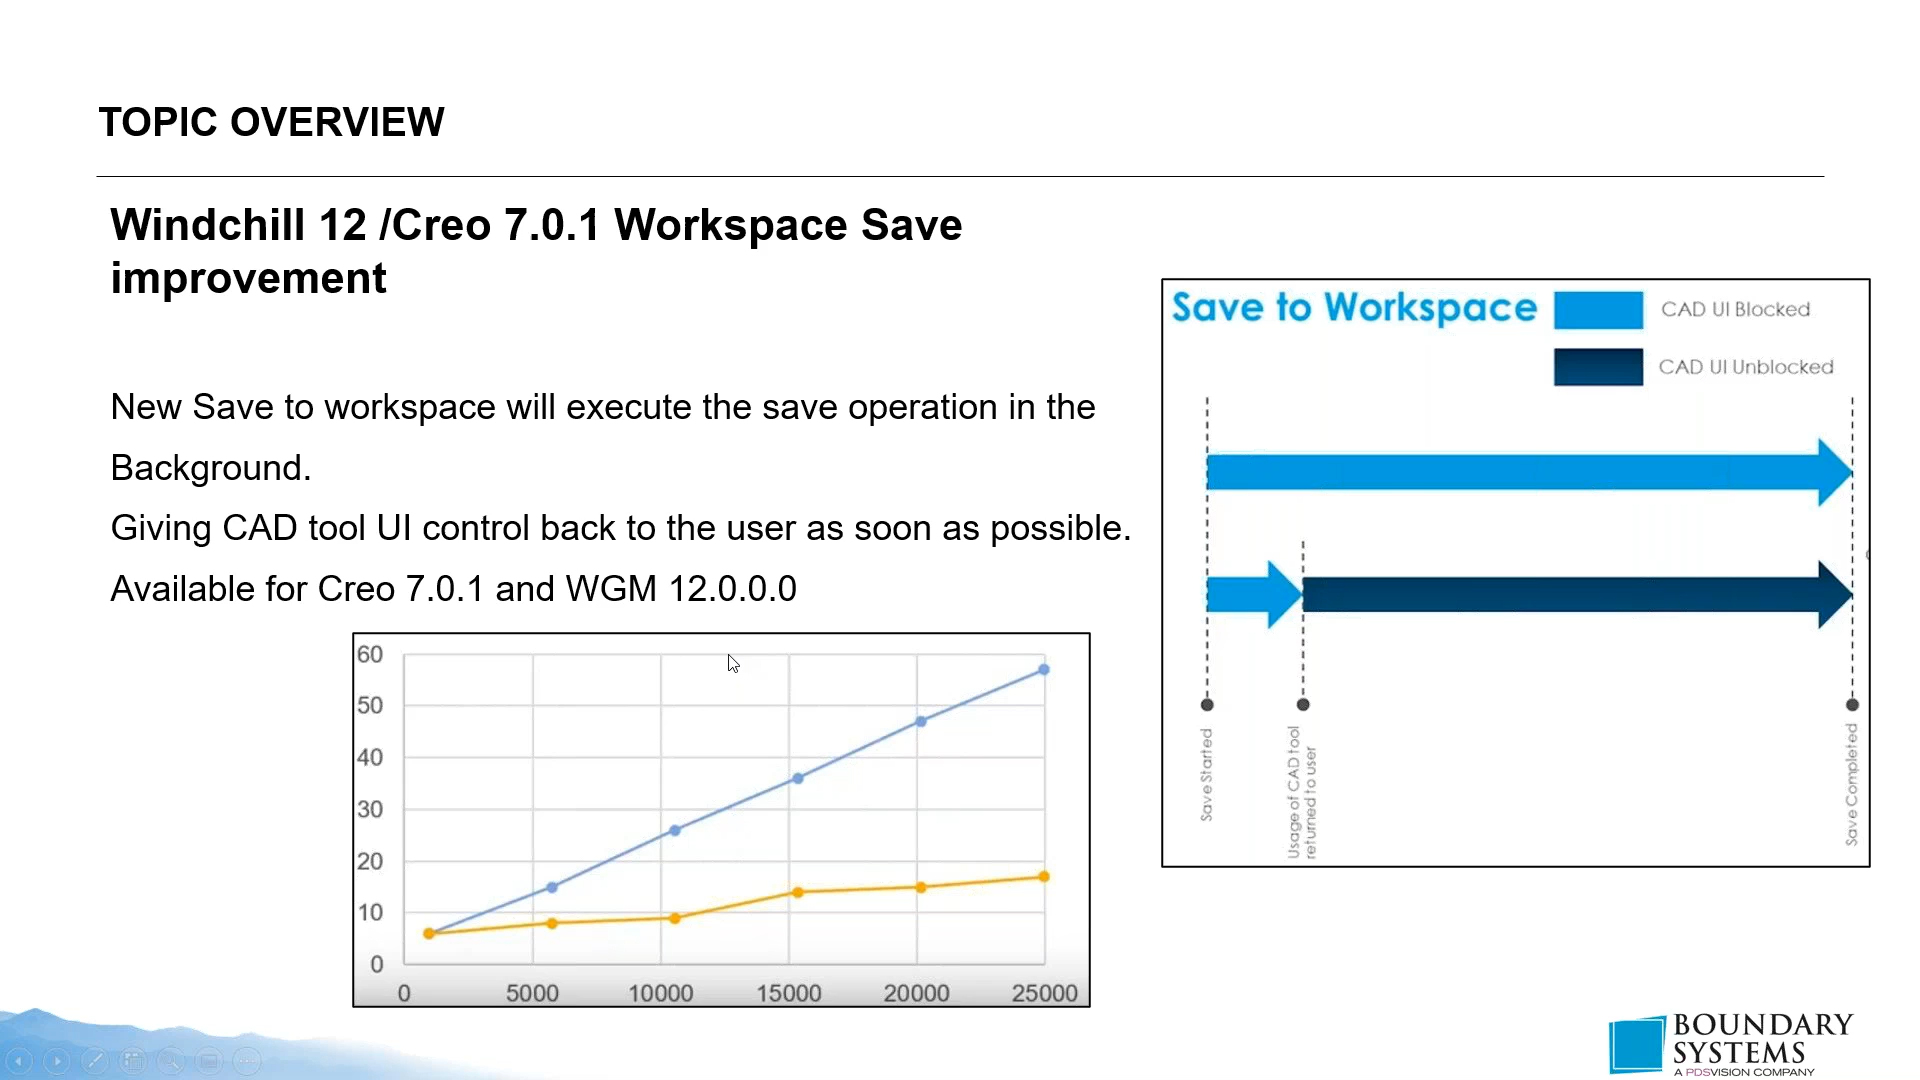 TOPIC OVERVIEW
Windchill 12 /Creo 7.0.1 Workspace Save
improvement
New Save to workspace will execute the save operation in the
Background.
Giving CAD tool UI control back to the user as soon as possible.
Available for Creo 7.0.1 and WGM 12.0.0.0
60
50
40
30
20
10
0
0 5000 10000 15000 20000 25000
Save to Workspace
CAD UI Blocked
CAD UI Unblocked
Save Started
Usage of CAD tool
returned to user
Save Completed
BOUNDARY
SYSTEMS
A PDSVISION COMPANY